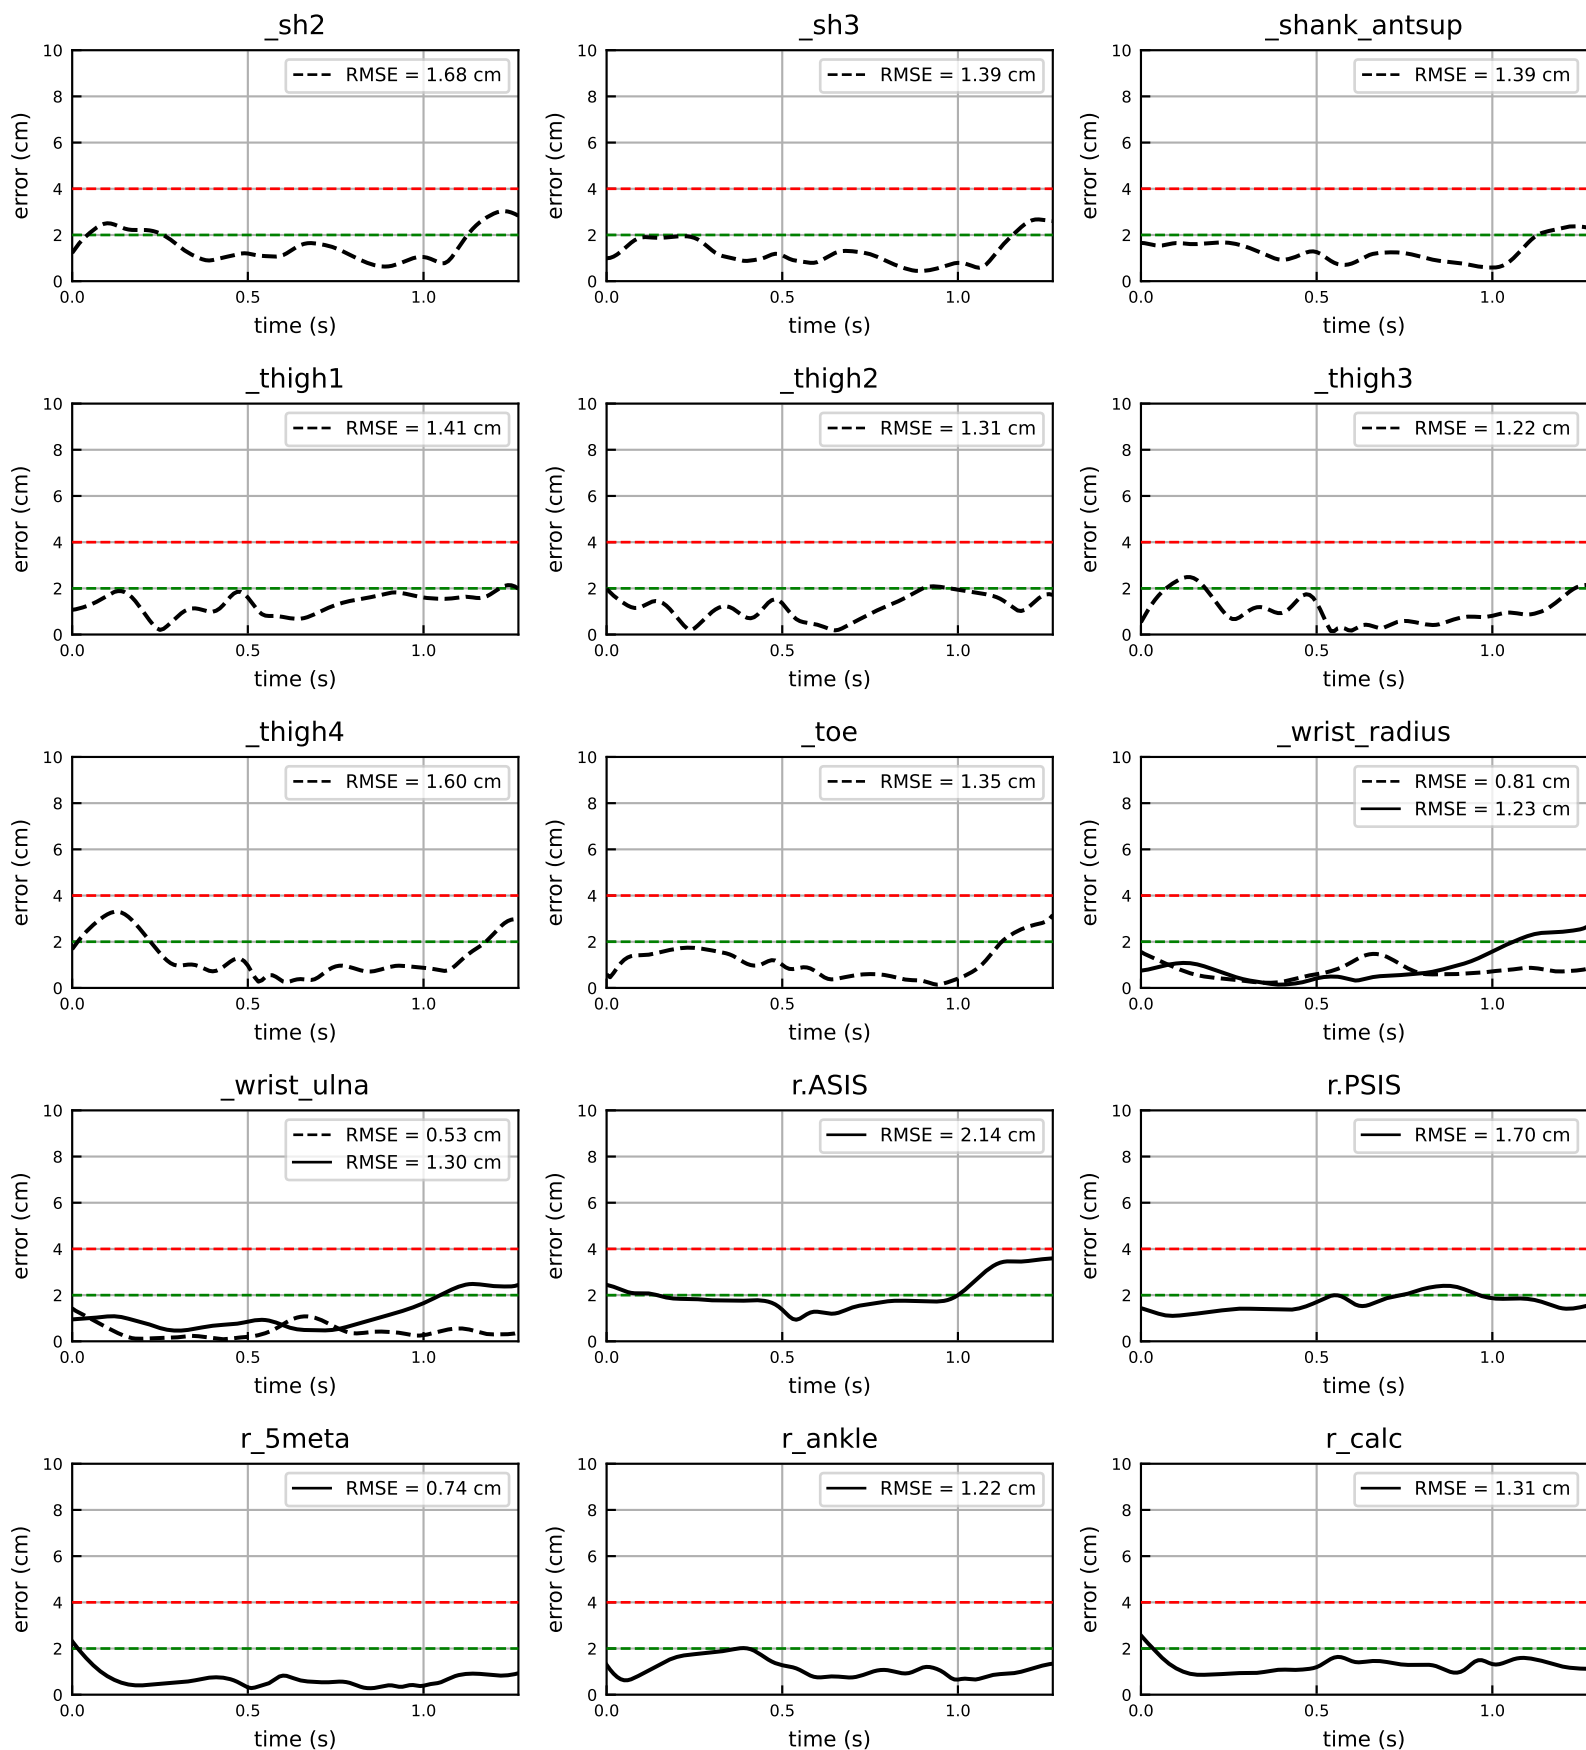 _sh2
_sh3
_shank_antsup
10
8
6
4
2
0
error (cm)
RMSE = 1.68 cm
0.0
0.5
1.0
time (s)
10
8
6
4
2
0
error (cm)
RMSE = 1.39 cm
0.0
0.5
1.0
time (s)
10
8
6
4
2
0
error (cm)
RMSE = 1.39 cm
0.0
0.5
1.0
time (s)
_thigh1
_thigh2
_thigh3
10
8
6
4
2
0
error (cm)
RMSE = 1.41 cm
0.0
0.5
1.0
time (s)
10
8
6
4
2
0
error (cm)
RMSE = 1.31 cm
0.0
0.5
1.0
time (s)
10
8
6
4
2
0
error (cm)
RMSE = 1.22 cm
0.0
0.5
1.0
time (s)
_thigh4
_toe
_wrist_radius
10
8
6
4
2
0
error (cm)
RMSE = 1.60 cm
0.0
0.5
1.0
time (s)
10
8
6
4
2
0
error (cm)
RMSE = 1.35 cm
0.0
0.5
1.0
time (s)
10
8
6
4
2
0
error (cm)
RMSE = 0.81 cm
RMSE = 1.23 cm
0.0
0.5
1.0
time (s)
_wrist_ulna
r.ASIS
r.PSIS
10
8
6
4
2
0
error (cm)
RMSE = 0.53 cm
RMSE = 1.30 cm
0.0
0.5
1.0
time (s)
10
8
6
4
2
0
error (cm)
RMSE = 2.14 cm
0.0
0.5
1.0
time (s)
10
8
6
4
2
0
error (cm)
RMSE = 1.70 cm
0.0
0.5
1.0
time (s)
r_5meta
r_ankle
r_calc
10
8
6
4
2
0
error (cm)
RMSE = 0.74 cm
0.0
0.5
1.0
time (s)
10
8
6
4
2
0
error (cm)
RMSE = 1.22 cm
0.0
0.5
1.0
time (s)
10
8
6
4
2
0
error (cm)
RMSE = 1.31 cm
0.0
0.5
1.0
time (s)